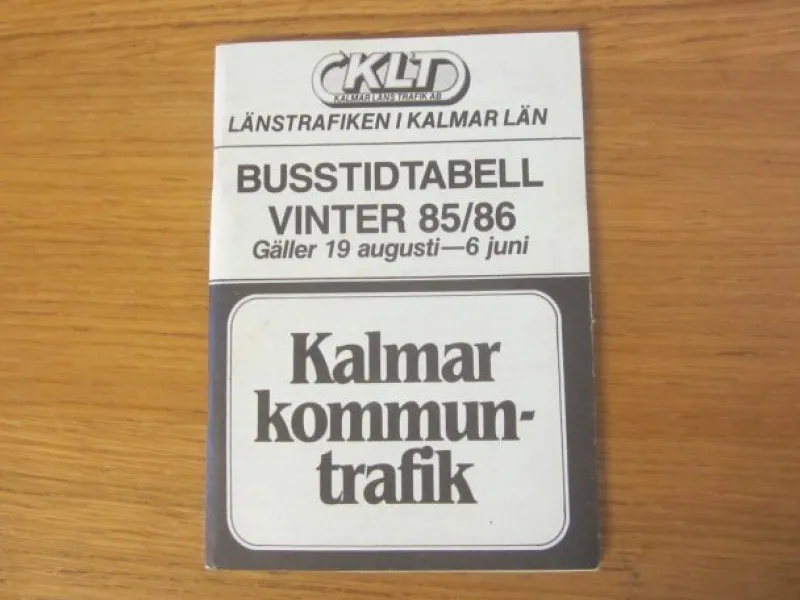 KLT
KALMAR LÄNS TRAFIK AB
LÄNSTRAFIKEN I KALMAR LÄN
BUSSTIDTABELL
VINTER 85/86
Gäller 19 augusti—6 juni
Kalmar
kommun-
trafik